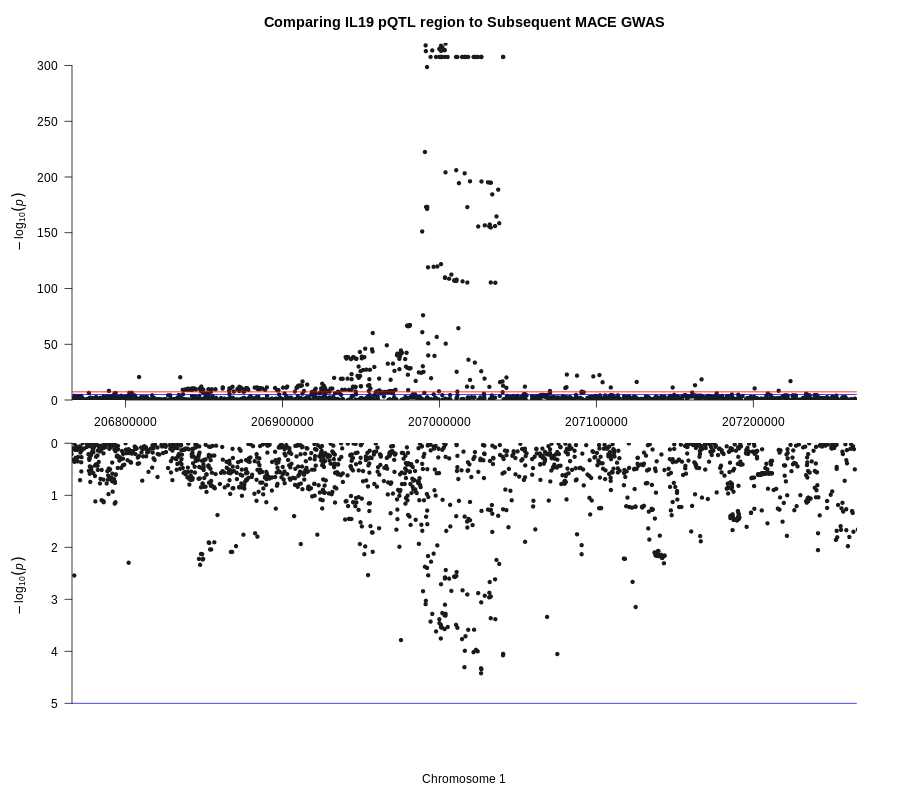 Comparing IL19 pQTL region to Subsequent MACE GWAS
300
250
200
150
100
50
0
− log10(p)
206800000 206900000 207000000 207100000 207200000
0
1
2
3
4
5
− log10(p)
Chromosome 1